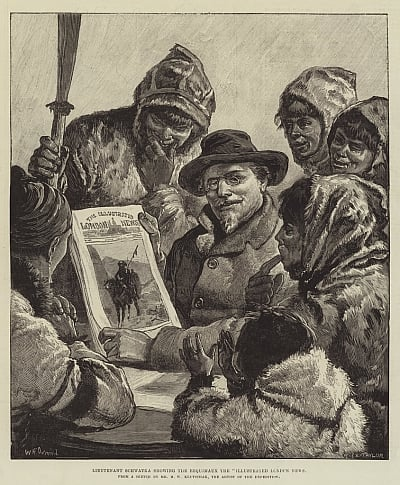 THE ILLUSTRATED
LONDON NEWS
LIEUTENANT SCHWATKA SHOWING THE ESQUIMAUX THE "ILLUSTRATED LONDON NEWS.
FROM A SKETCH BY MR. H. W. KLUTSCHAK, THE ARTIST OF THE EXPEDITION.